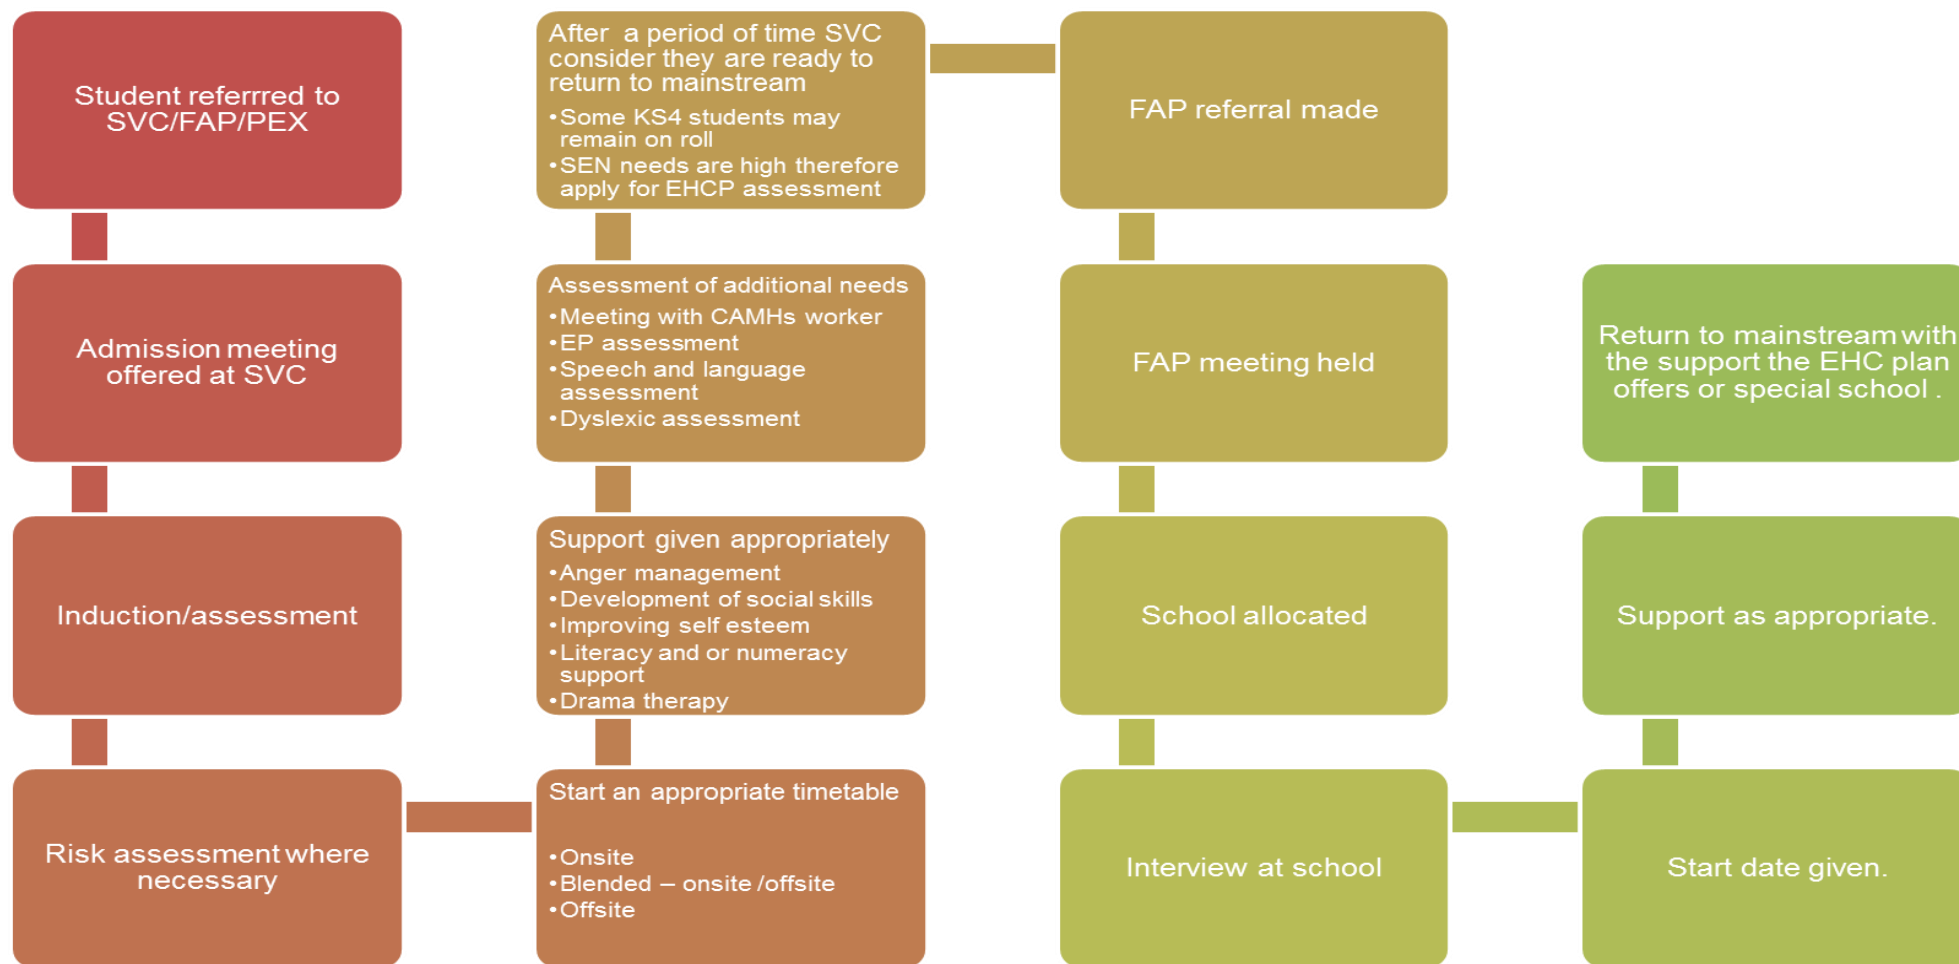 Student referrred to
SVC/FAP/PEX
Admission meeting
offered at SVC
Induction/assessment
Risk assessment where
necessary
Start an appropriate timetable
•Onsite
•Blended – onsite /offsite
•Offsite
Support given appropriately
•Anger management
•Development of social skills
•Improving self esteem
•Literacy and or numeracy
support
•Drama therapy
Assessment of additional needs
•Meeting with CAMHs worker
•EP assessment
•Speech and language
assessment
•Dyslexic assessment
After a period of time SVC
consider they are ready to
return to mainstream
•Some KS4 students may
remain on roll
•SEN needs are high therefore
apply for EHCP assessment
FAP referral made
FAP meeting held
School allocated
Interview at school
Start date given.
Support as appropriate.
Return to mainstream with
the support the EHC plan
offers or special school .